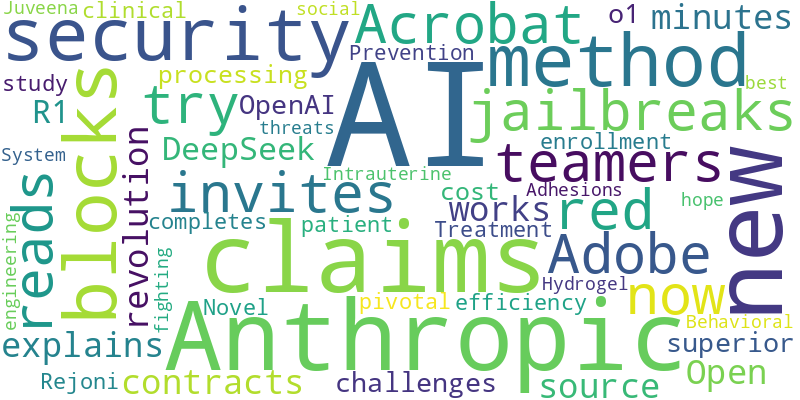 Juveena clinical social o1 minutes
security Acrobat
Prevention method best
study processing AI
R1 try OpenAI jailbreaks
blocks threats
System DeepSeek enrollment
revolution Intrauterine teamers new
reads invites cost Adhesions hope
works red
engineering completes patient Treatment
claims Adobe
fighting Hydrogel now
Novel pivotal efficiency
explains Anthropic Behavioral
superior
Rejoni contracts challenges source Open